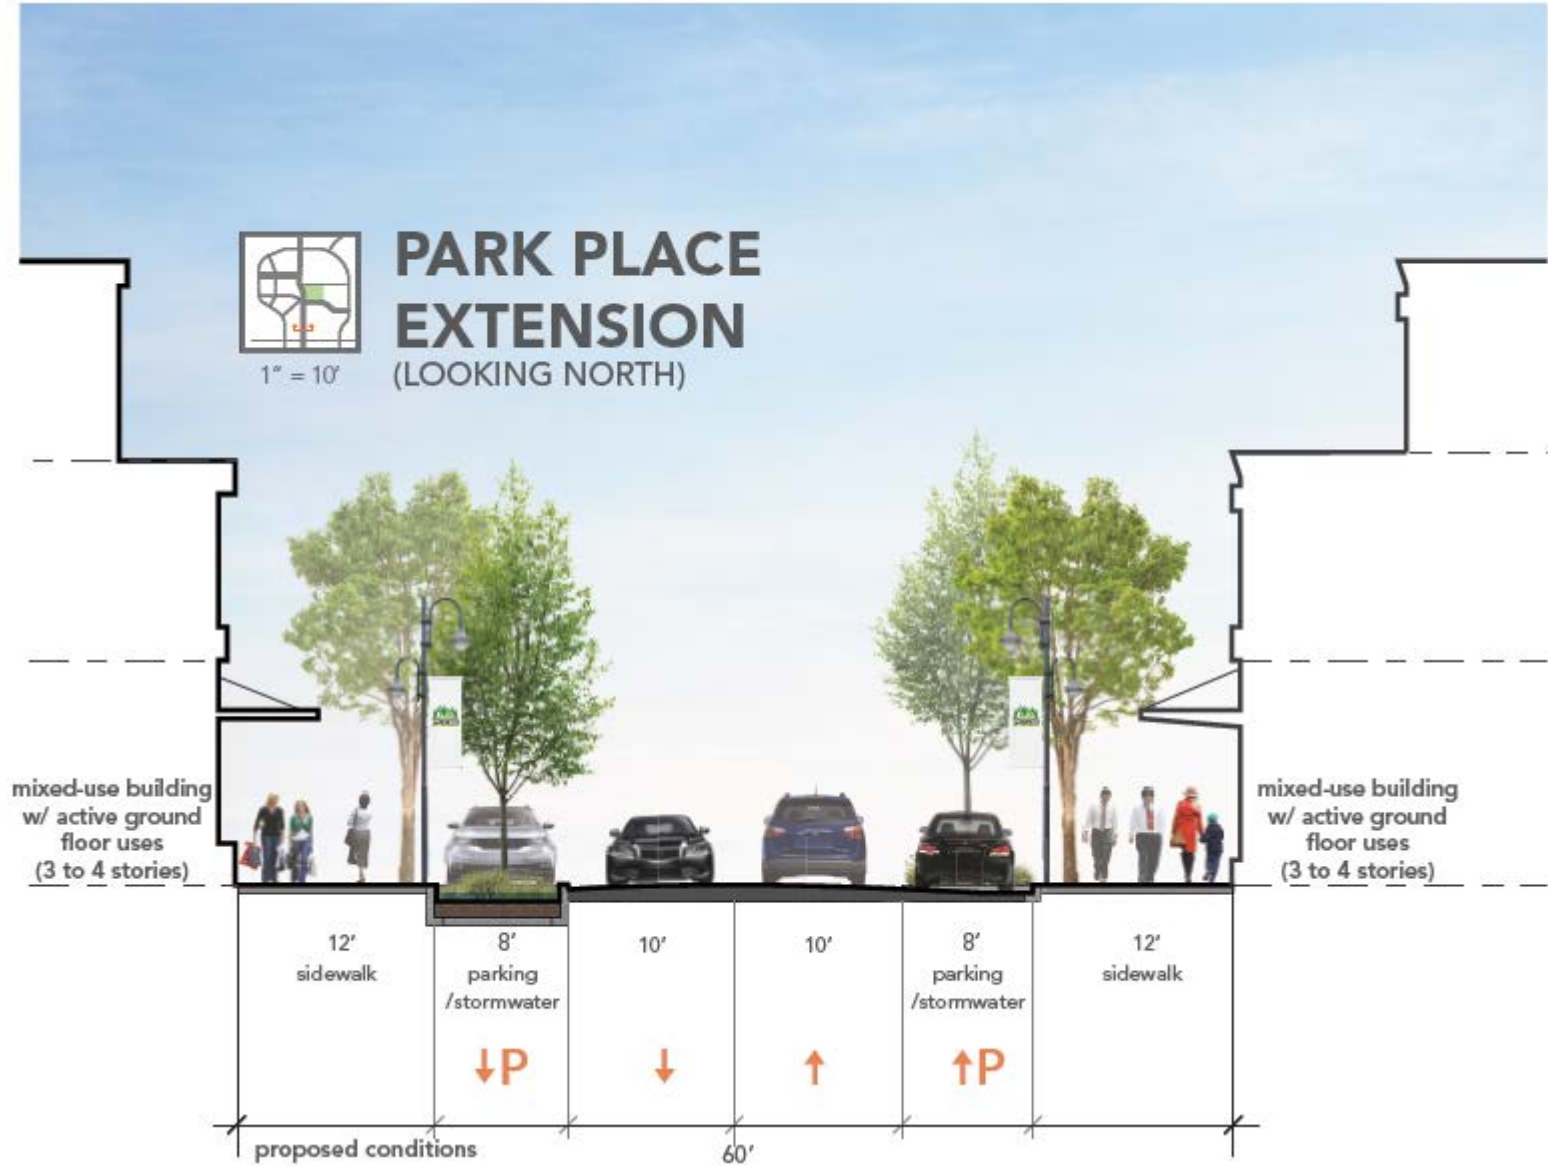 PARK PLACE
EXTENSION
(LOOKING NORTH)
1" = 10'
mixed-use building
w/ active ground
floor uses
(3 to 4 stories)
mixed-use building
w/ active ground
floor uses
(3 to 4 stories)
12'
sidewalk
8'
parking
/stormwater
10'
10'
8'
parking
/stormwater
12'
sidewalk
↓P
↓
↑
↑P
proposed conditions
60'